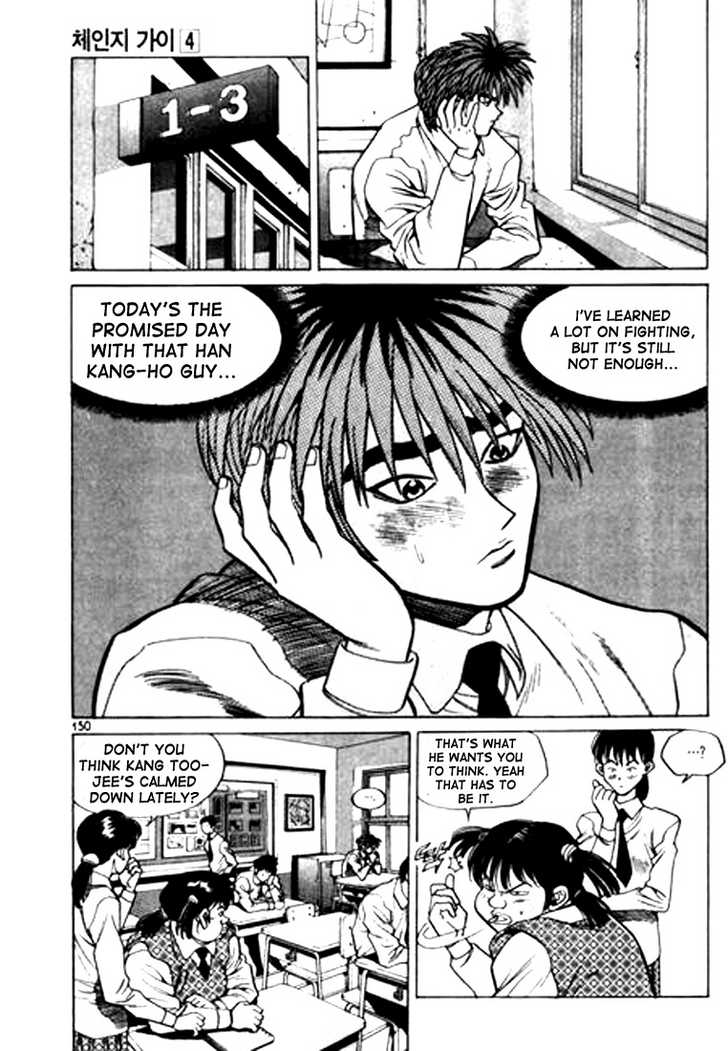 체인지 가이 4
1-3
TODAY'S THE
PROMISED DAY
WITH THAT HAN
KANG-HO GUY...
I'VE LEARNED
A LOT ON FIGHTING,
BUT IT'S STILL
NOT ENOUGH...
150
DON'T YOU
THINK KANG TOO-
JEE'S CALMED
DOWN LATELY?
...
THAT'S WHAT
HE WANTS YOU
TO THINK. YEAH
THAT HAS TO
BE IT.
...?